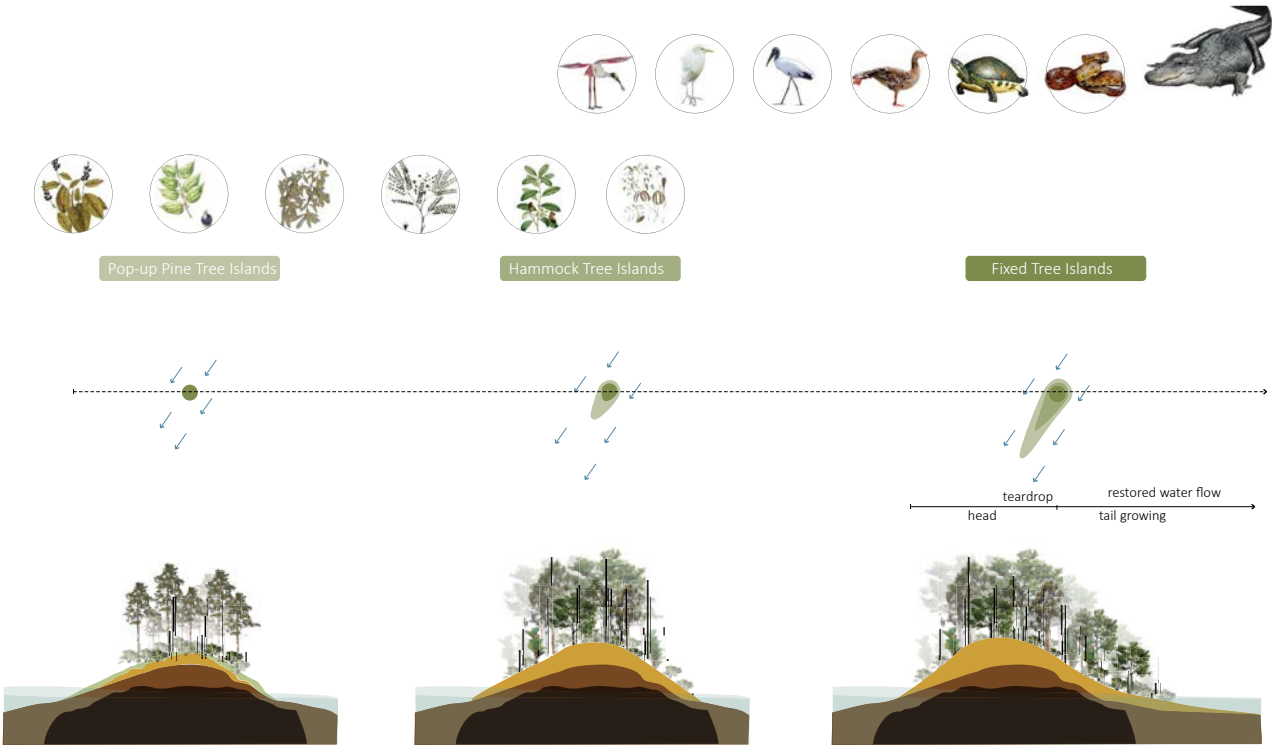 Pop-up Pine Tree Islands
Hammock Tree Islands
Fixed Tree Islands
teardrop
restored water flow
head
tail growing